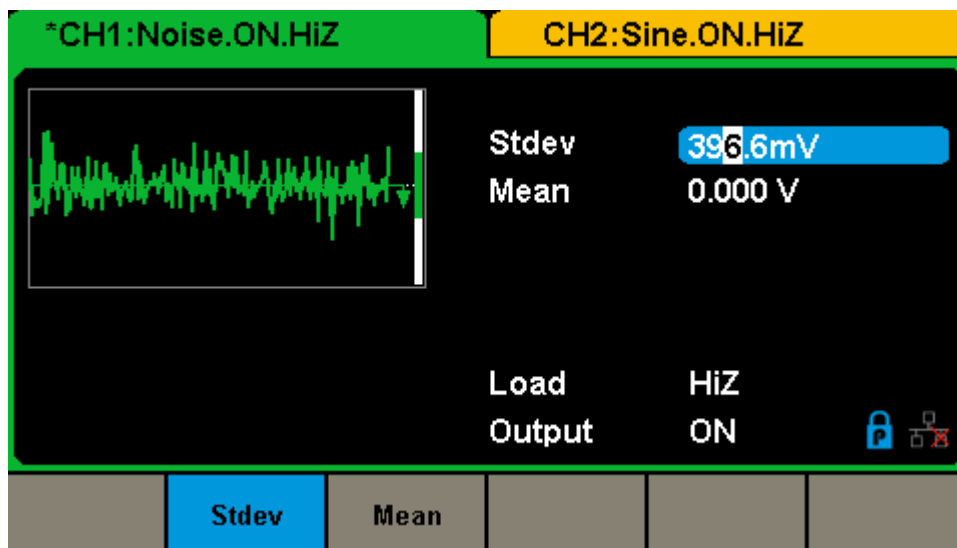 *CH1:Noise.ON.HiZ
CH2:Sine.ON.HiZ
Stdev 396.6mV
Mean 0.000 V
Load HiZ
Output ON
P
Stdev Mean